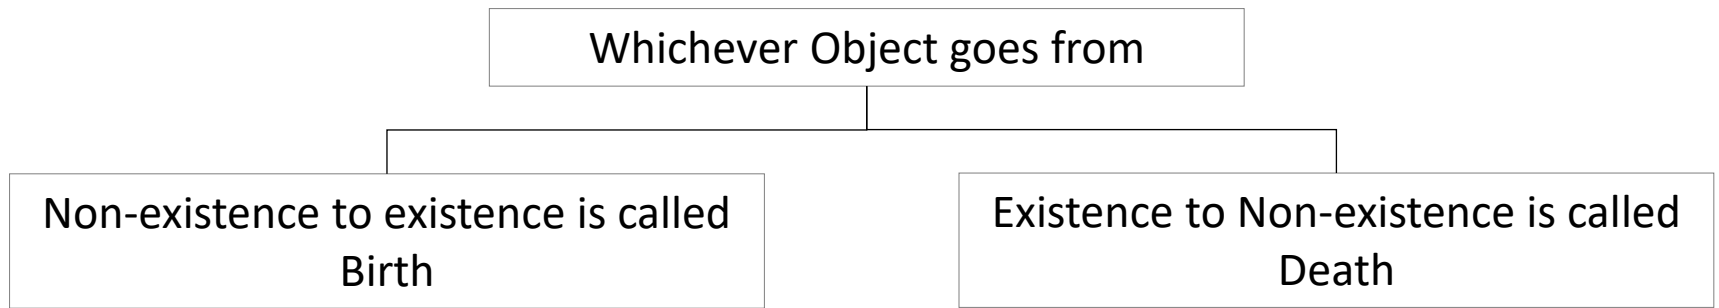 Whichever Object goes from
Non-existence to existence is called
Birth
Existence to Non-existence is called
Death